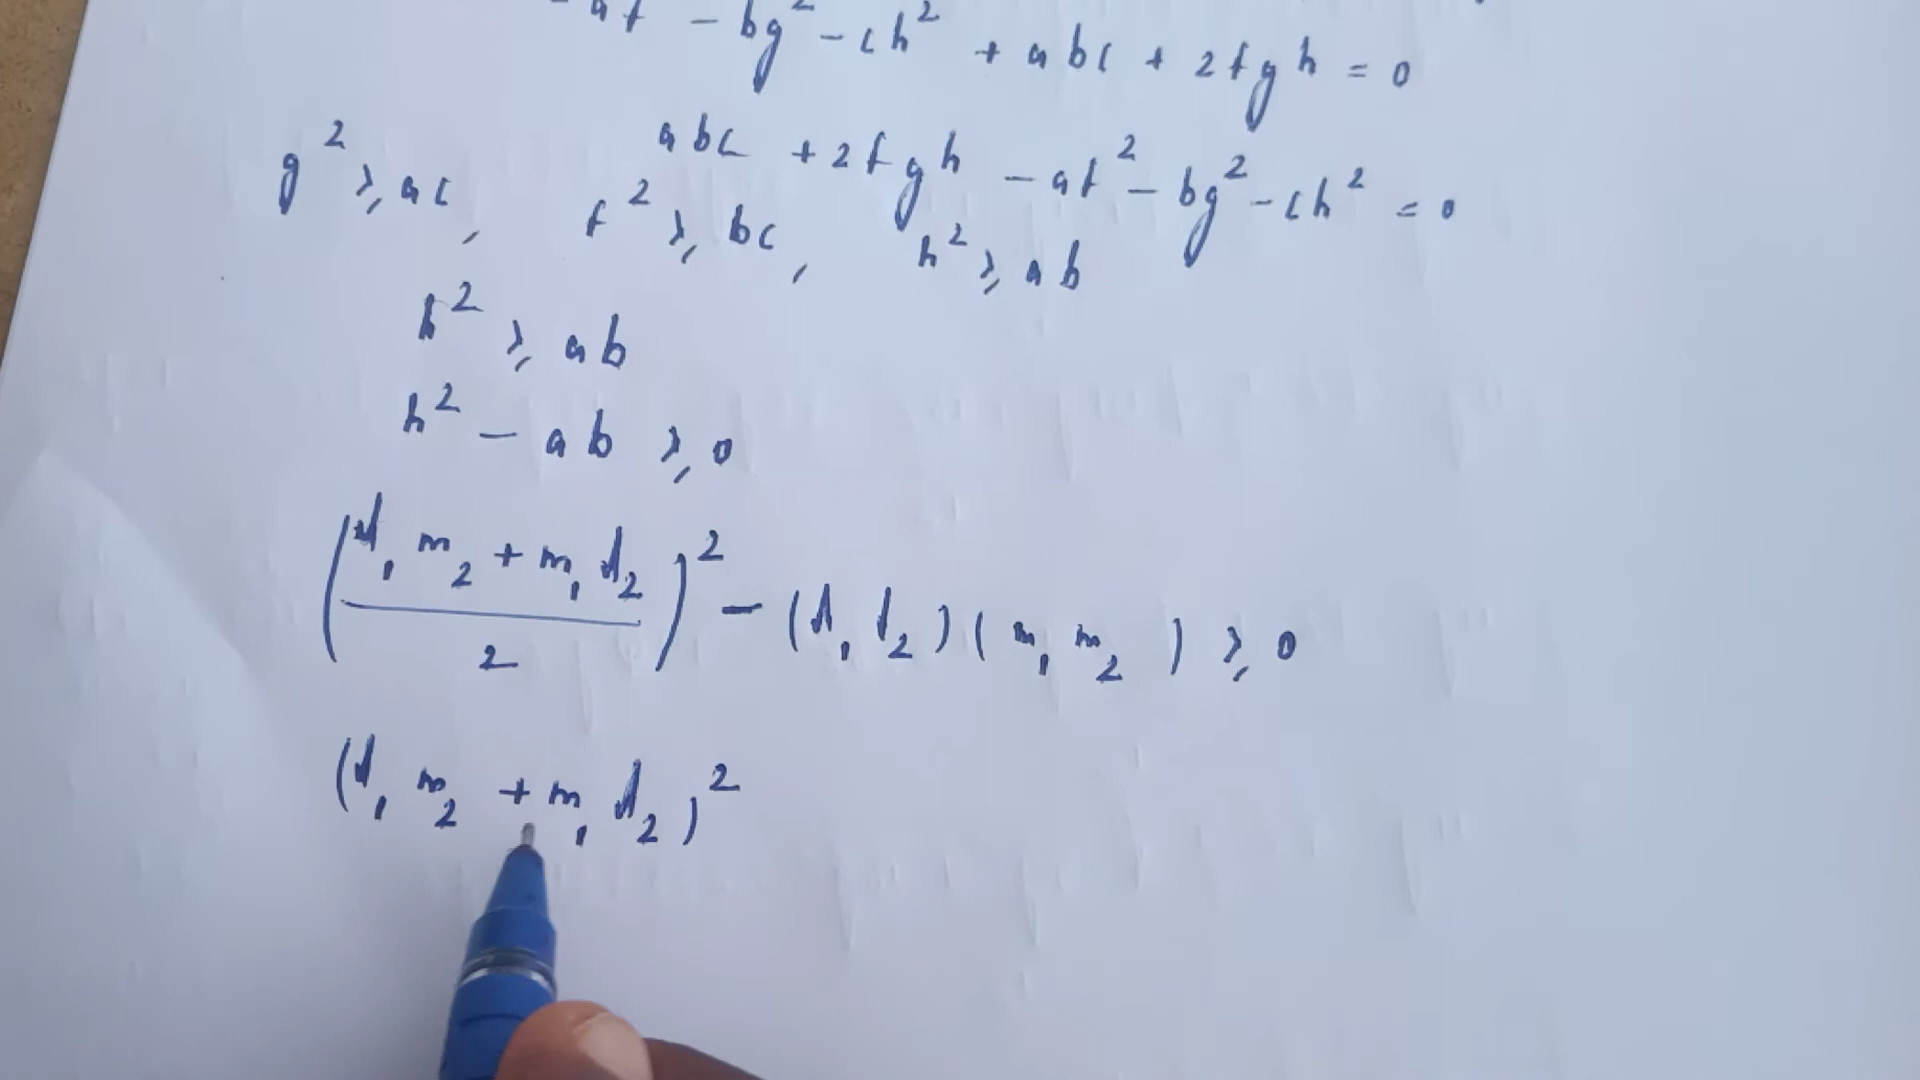 - af² - bg² - ch² + abc + 2fgh = 0
abc + 2fgh - af² - bg² - ch² = 0
g² ≥ ac, f² ≥ bc, h² ≥ ab
h² ≥ ab
h² - ab ≥ 0
((l₁m₂ + m₁l₂)/2)² - (l₁l₂)(m₁m₂) ≥ 0
(l₁m₂ + m₁l₂)²